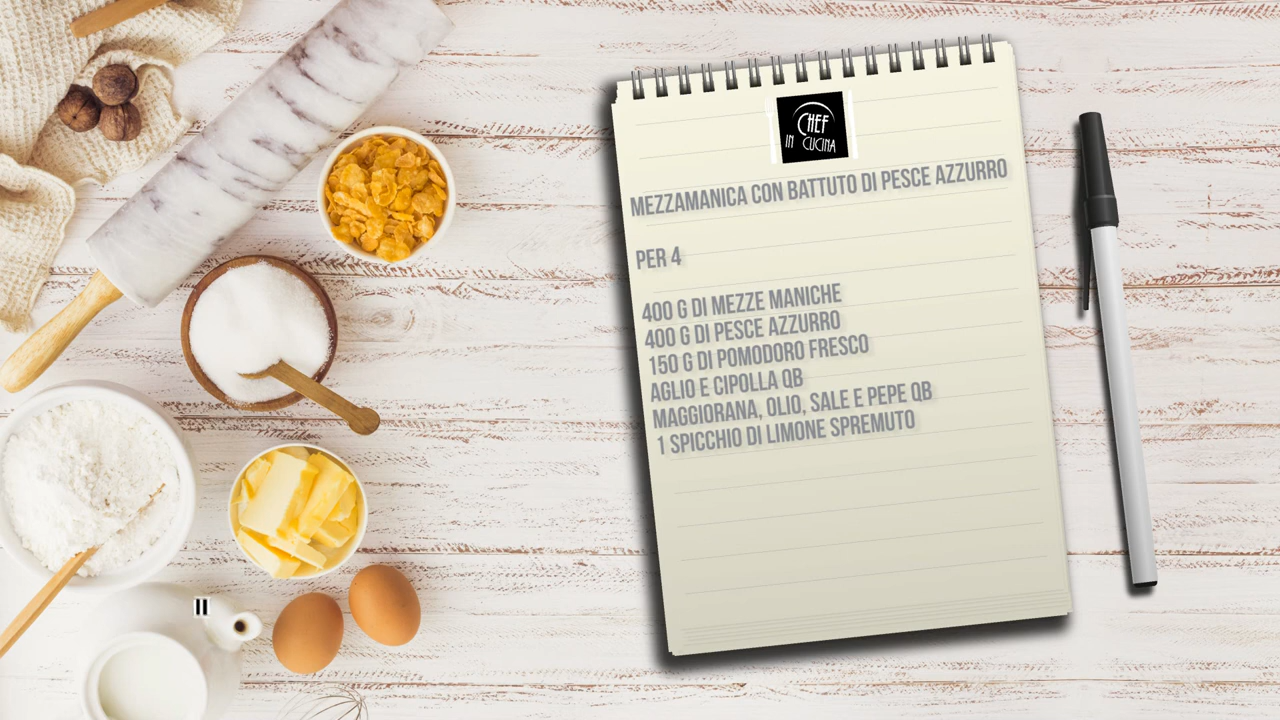 CHEF
IN CUCINA
MEZZAMANICA CON BATTUTO DI PESCE AZZURRO
PER 4
400 G DI MEZZE MANICHE
400 G DI PESCE AZZURRO
150 G DI POMODORO FRESCO
AGLIO E CIPOLLA QB
MAGGIORANA, OLIO, SALE E PEPE QB
1 SPICCHIO DI LIMONE SPREMUTO